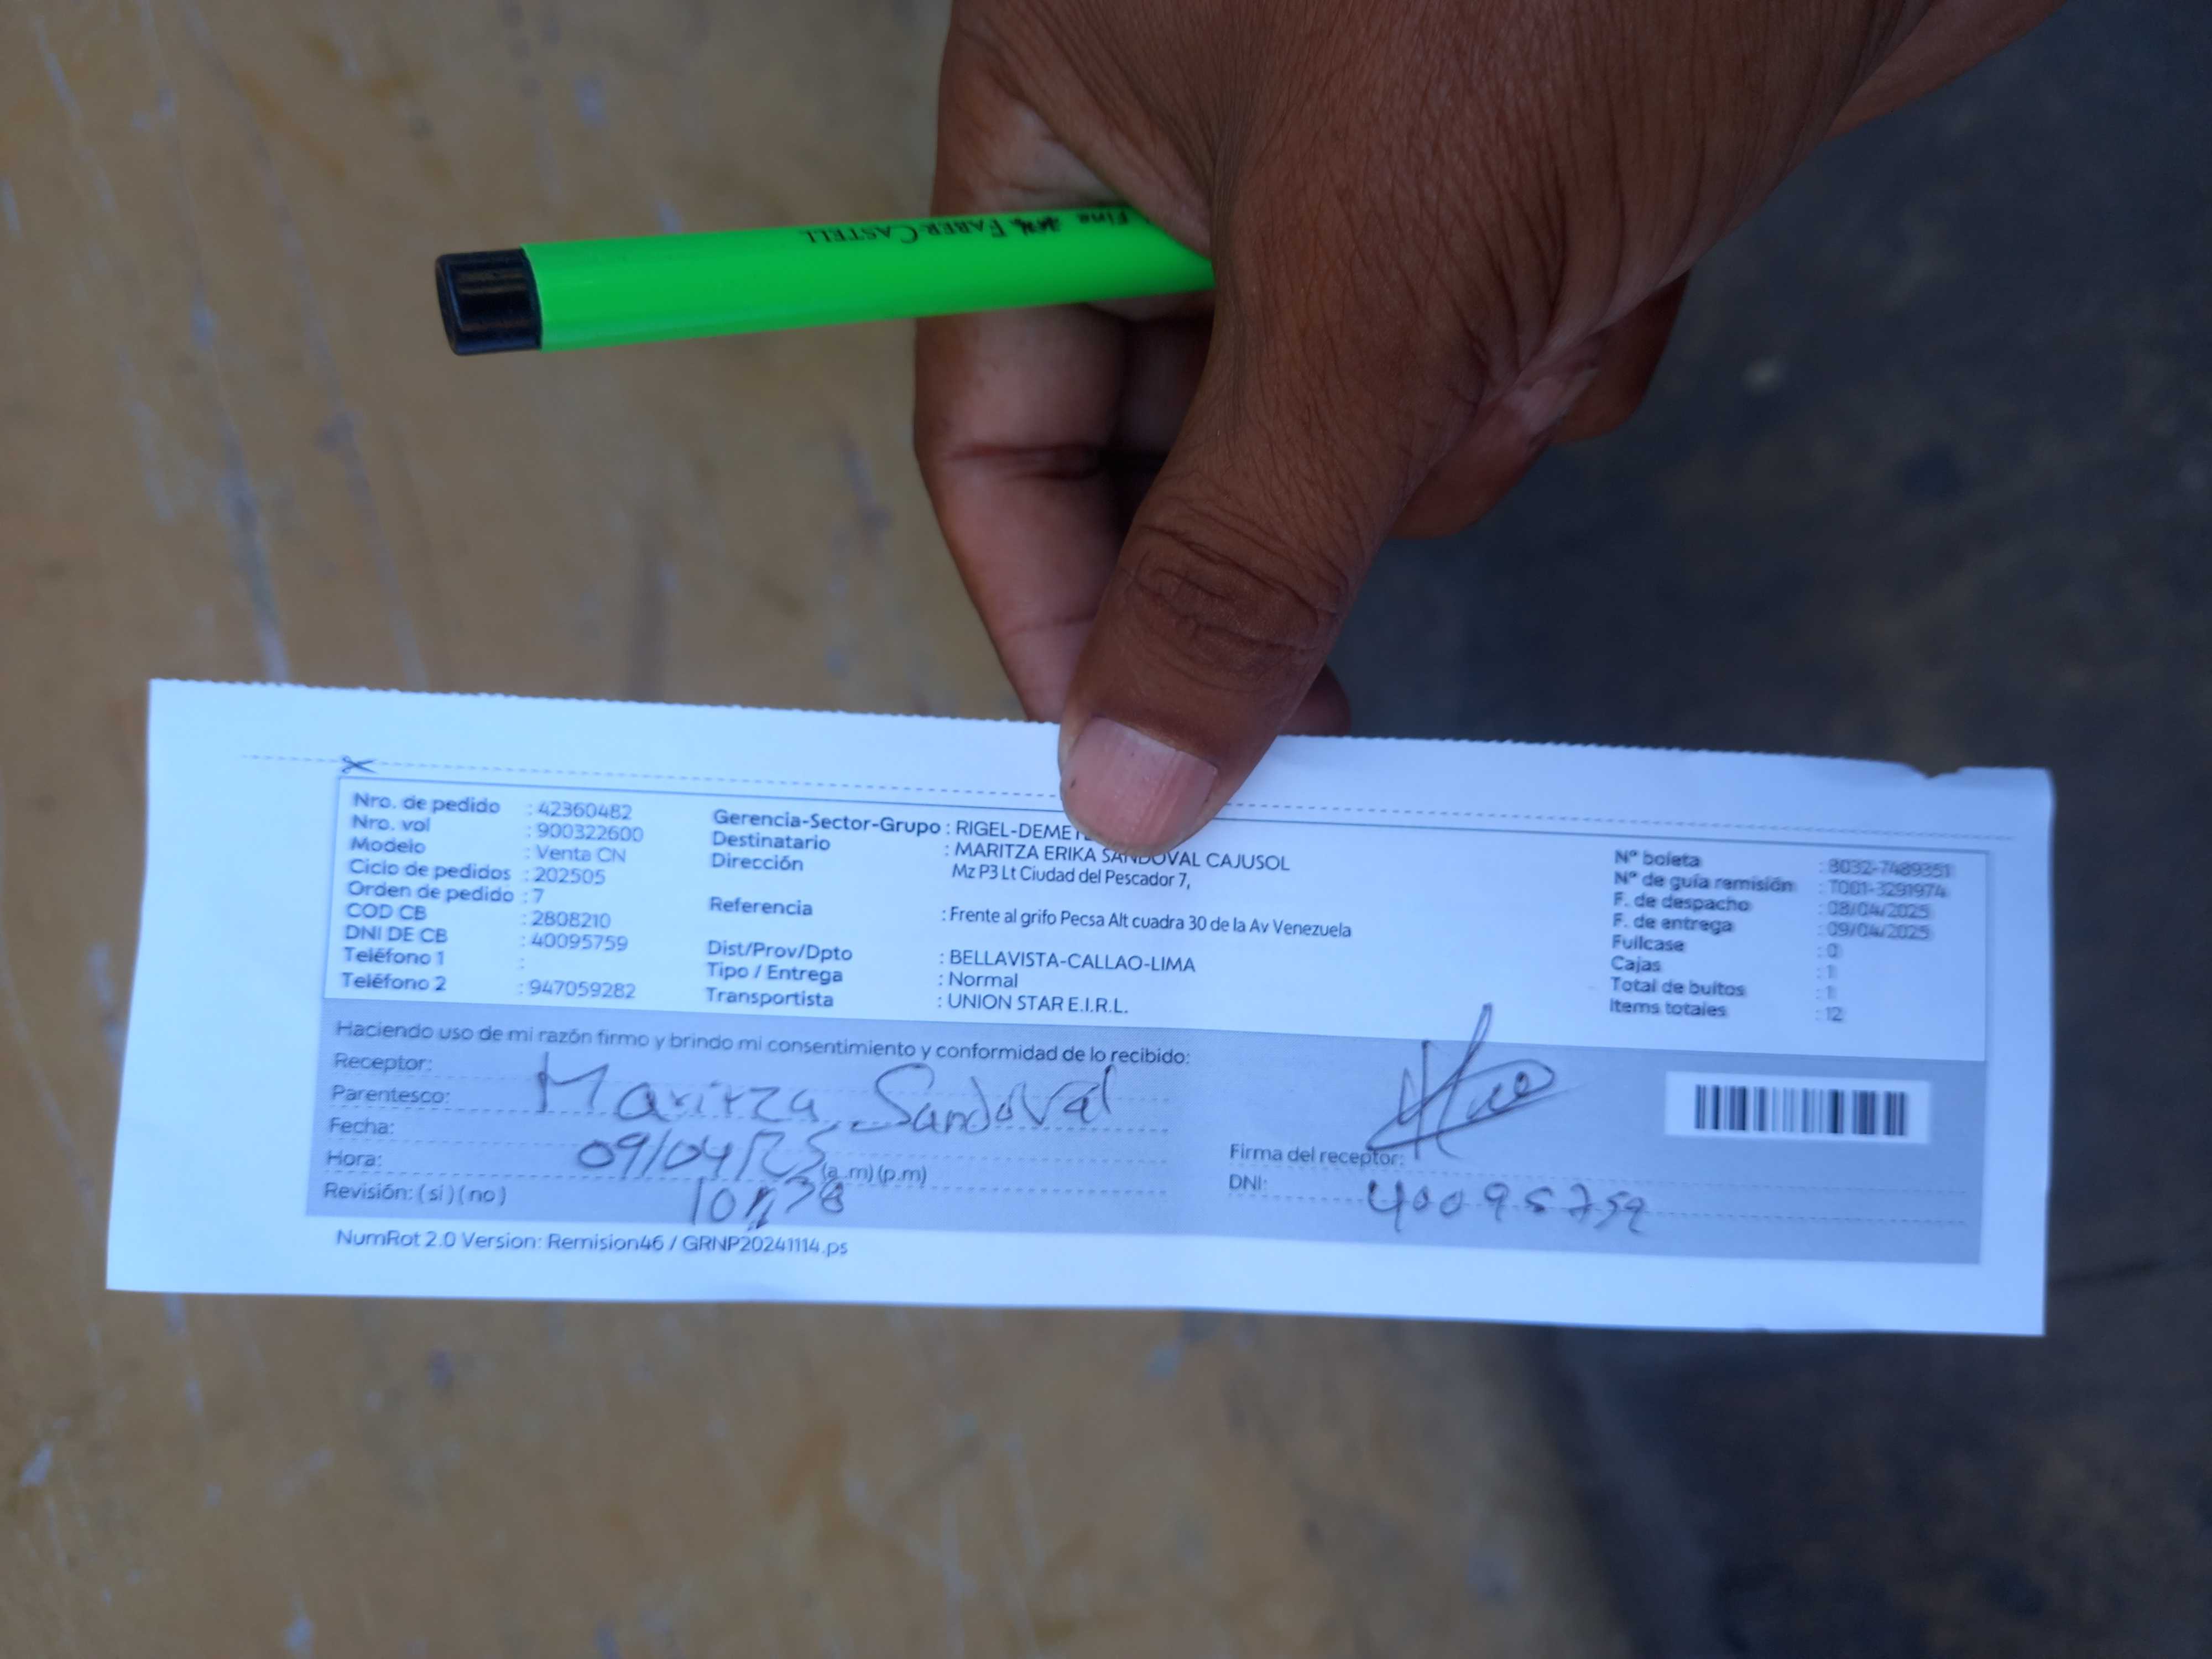 Fine FABER-CASTELL
Nro. de pedido : 42360482
Nro. vol : 900322600
Modelo : Venta CN
Ciclo de pedidos : 202505
Orden de pedido : 7
COD CB : 2808210
DNI DE CB : 40095759
Teléfono 1 :
Teléfono 2 : 947059282
Gerencia-Sector-Grupo : RIGEL-DEMET
Destinatario : MARITZA ERIKA SANDOVAL CAJUSOL
Dirección Mz P3 Lt Ciudad del Pescador 7,
Referencia : Frente al grifo Pecsa Alt cuadra 30 de la Av Venezuela
Dist/Prov/Dpto : BELLAVISTA-CALLAO-LIMA
Tipo / Entrega : Normal
Transportista : UNION STAR E.I.R.L.
Nº boleta : B032-7489351
Nº de guía remisión : T001-3291974
F. de despacho : 08/04/2025
F. de entrega : 09/04/2025
Fullcase : 0
Cajas : 1
Total de bultos : 1
Items totales : 12
Haciendo uso de mi razón firmo y brindo mi consentimiento y conformidad de lo recibido:
Receptor: Maritza Sandoval
Parentesco:
Fecha: 09/04/25
Hora: (a.m) (p.m)
Revisión: ( si ) ( no )
Firma del receptor:
DNI: 40095759
NumRot 2.0 Version: Remision46 / GRNP20241114.ps